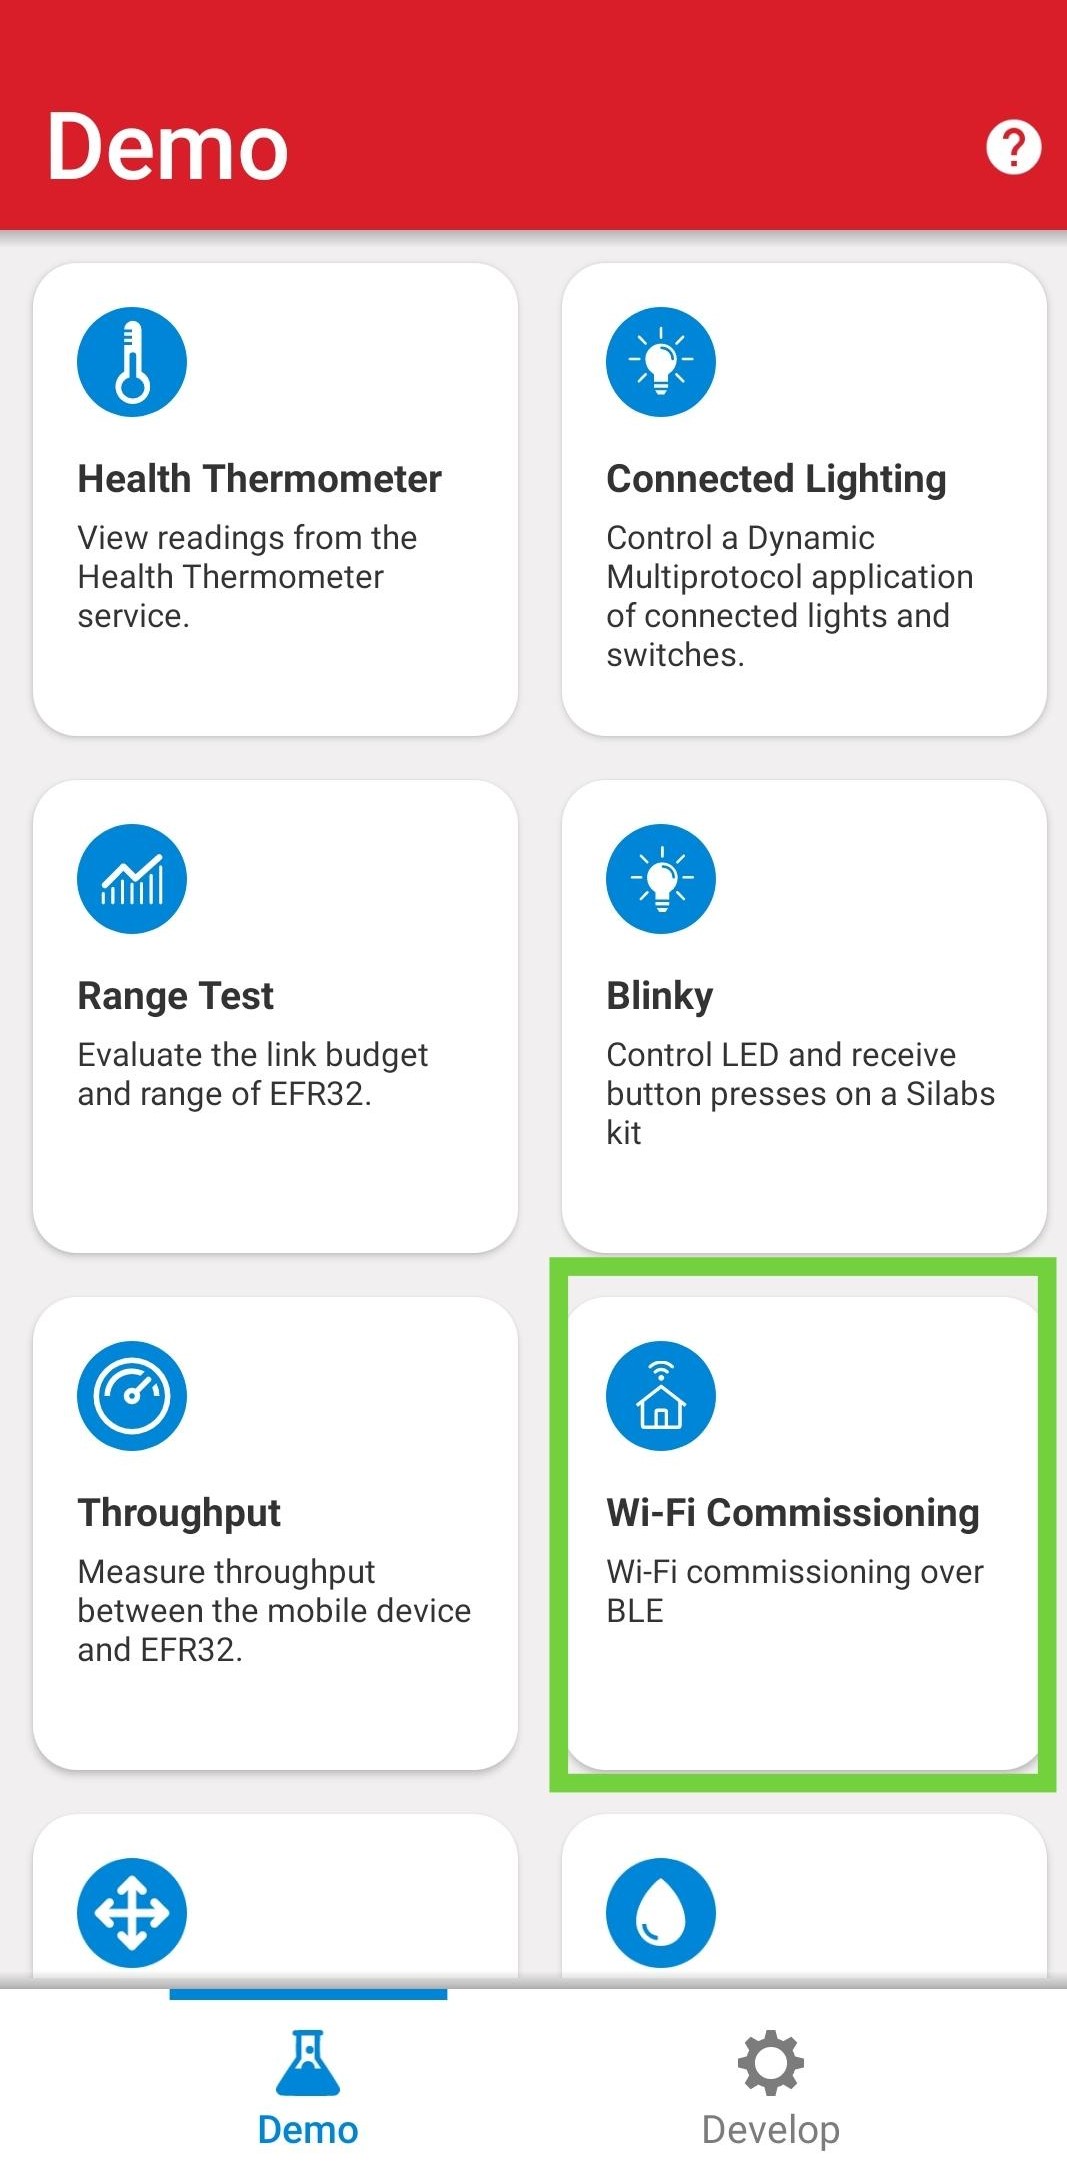 Demo
?
Health Thermometer
View readings from the
Health Thermometer
service.
Connected Lighting
Control a Dynamic
Multiprotocol application
of connected lights and
switches.
Range Test
Evaluate the link budget
and range of EFR32.
Blinky
Control LED and receive
button presses on a Silabs
kit
Throughput
Measure throughput
between the mobile device
and EFR32.
Wi-Fi Commissioning
Wi-Fi commissioning over
BLE
Demo
Develop